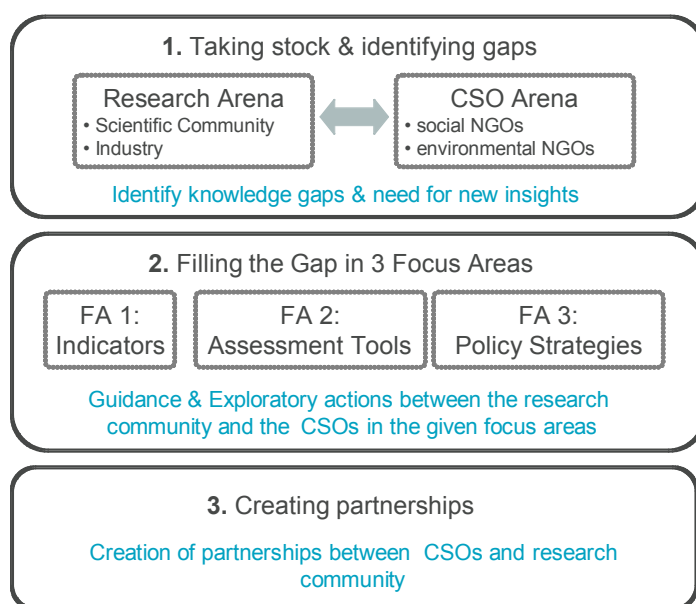 1. Taking stock & identifying gaps
Research Arena
• Scientific Community
• Industry
CSO Arena
• social NGOs
• environmental NGOs
Identify knowledge gaps & need for new insights
2. Filling the Gap in 3 Focus Areas
FA 1:
Indicators
FA 2:
Assessment Tools
FA 3:
Policy Strategies
Guidance & Exploratory actions between the research
community and the CSOs in the given focus areas
3. Creating partnerships
Creation of partnerships between CSOs and research
community